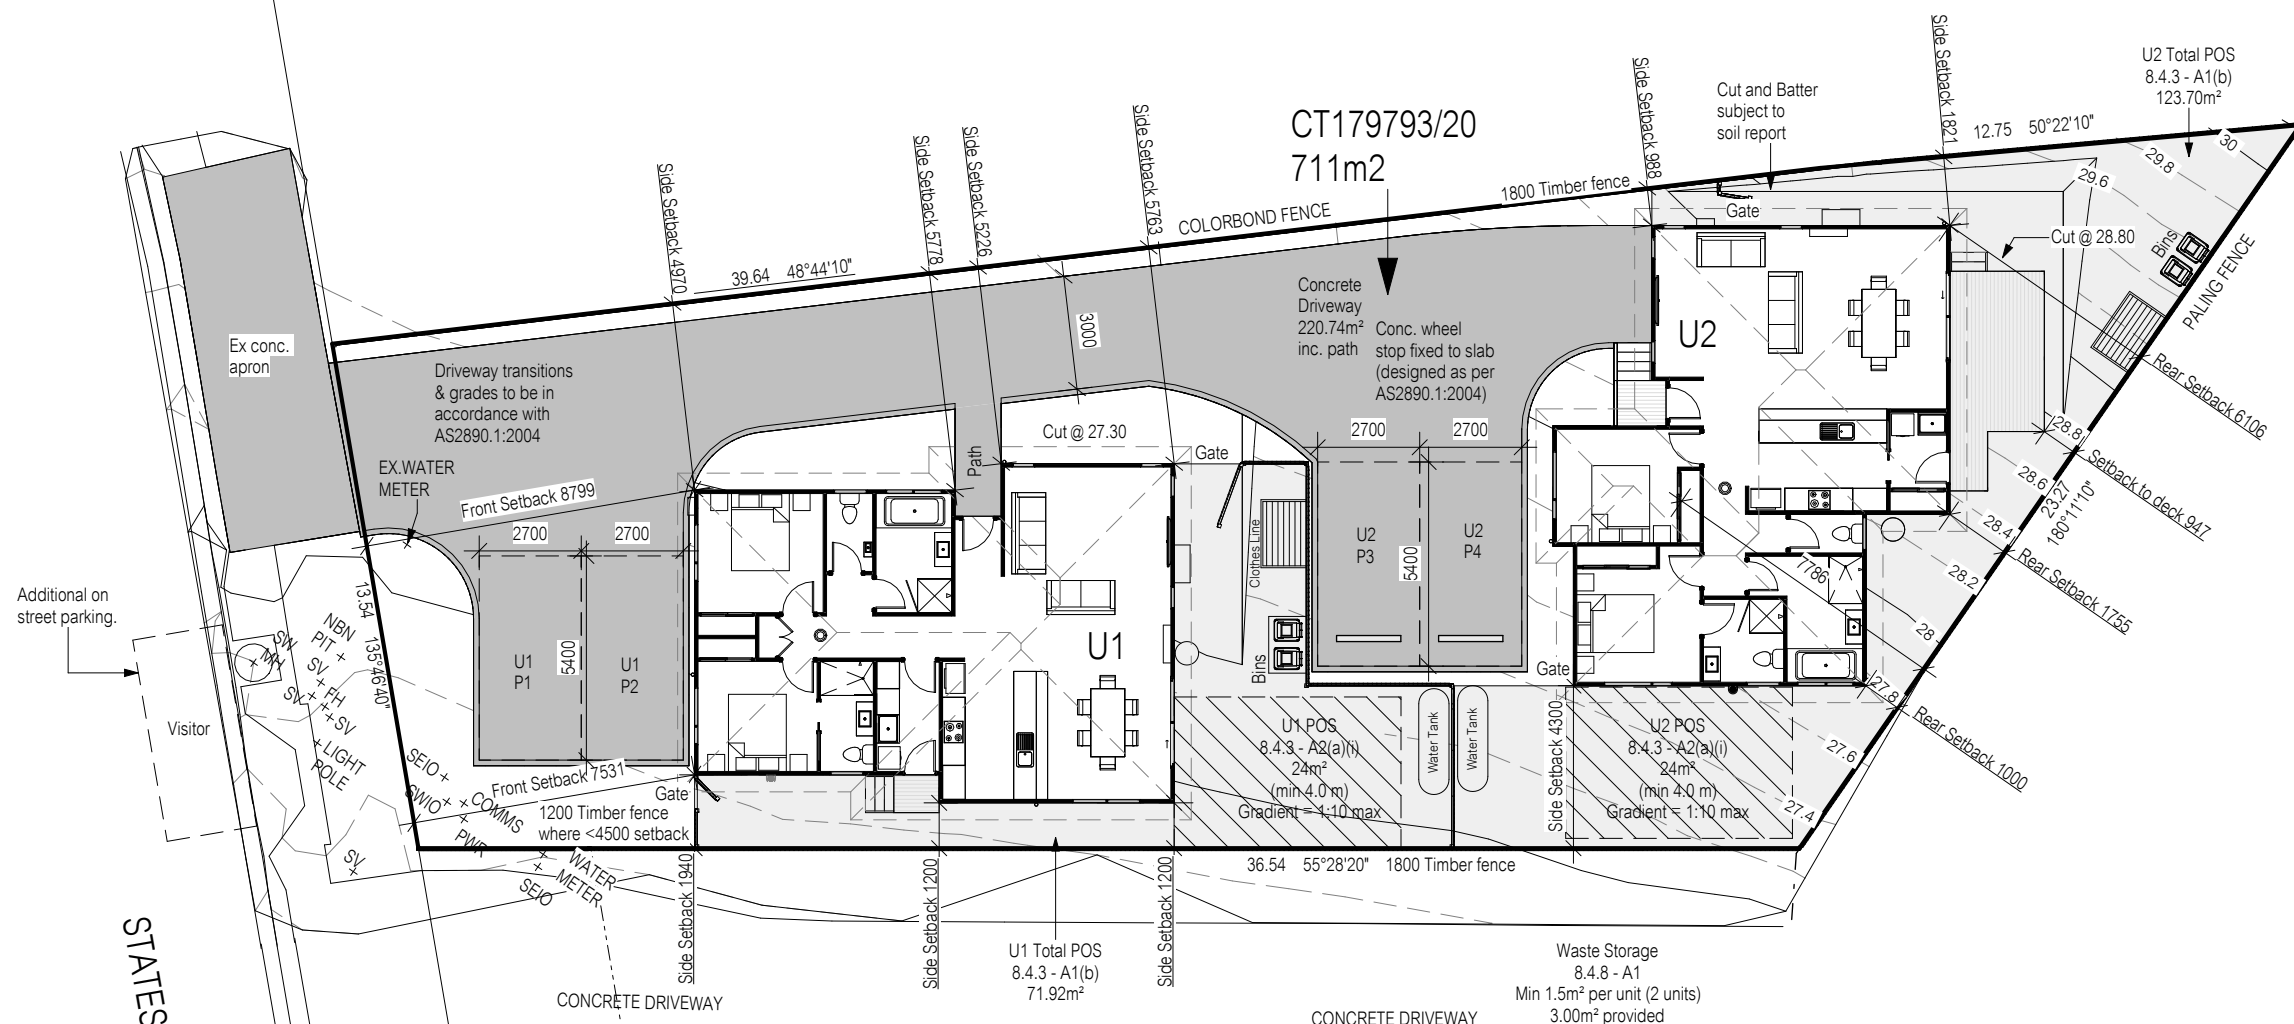 CT179793/20
711m2
U2 Total POS
8.4.3 - A1(b)
123.70m²
Cut and Batter
subject to
soil report
Side Setback 4970
Side Setback 5778
Side Setback 5226
Side Setback 5763
Side Setback 988
Side Setback 1821
12.75 50°22'10"
39.64 48°44'10"
COLORBOND FENCE
1800 Timber fence
Gate
30
29.8
29.6
Cut @ 28.80
Bins
PALING FENCE
Ex conc.
apron
Driveway transitions
& grades to be in
accordance with
AS2890.1:2004
3000
Concrete
Driveway
220.74m²
inc. path
Conc. wheel
stop fixed to slab
(designed as per
AS2890.1:2004)
U2
Rear Setback 6106
Setback to deck 947
Rear Setback 1755
Rear Setback 1000
23.27
180°11'10"
28.8
28.6
28.4
28.2
28
27.8
27.6
27.4
EX.WATER
METER
Front Setback 8799
2700
2700
5400
U1
P1
U1
P2
Path
Cut @ 27.30
Gate
Clothes Line
Bins
U1
2700
2700
5400
U2
P3
U2
P4
Gate
7786
Additional on
street parking.
Visitor
13.54 135°46'40"
NBN
PIT +
SW
MH
SV
+ FH
SV + +
+SV
+LIGHT
POLE
SV
SEIO +
SWIO+
+ COMMS
+
PWR
+
+
SEIO
WATER
METER
Front Setback 7531
Gate
1200 Timber fence
where <4500 setback
U1 POS
8.4.3 - A2(a)(i)
24m²
(min 4.0 m)
Gradient = 1:10 max
Water Tank
Water Tank
Side Setback 4300
U2 POS
8.4.3 - A2(a)(i)
24m²
(min 4.0 m)
Gradient = 1:10 max
36.54 55°28'20" 1800 Timber fence
Side Setback 1940
Side Setback 1200
Side Setback 1200
U1 Total POS
8.4.3 - A1(b)
71.92m²
Waste Storage
8.4.8 - A1
Min 1.5m² per unit (2 units)
3.00m² provided
STATES
CONCRETE DRIVEWAY
CONCRETE DRIVEWAY